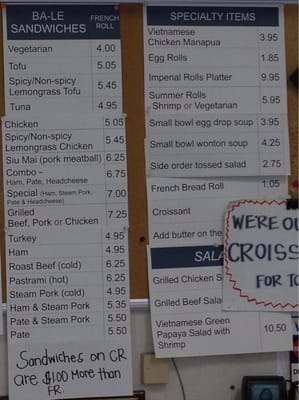 BA-LE
SANDWICHES
FRENCH
ROLL
Vegetarian 4.00
Tofu 5.05
Spicy/Non-spicy
Lemongrass Tofu 5.45
Tuna 4.95
Chicken 5.05
Spicy/Non-spicy
Lemongrass Chicken 5.45
Siu Mai (pork meatball) 6.25
Combo –
Ham, Pate, Headcheese 6.75
Special (Ham, Steam Pork,
Pate & Headcheese) 7.00
Grilled
Beef, Pork or Chicken 7.25
Turkey 4.95
Ham 4.95
Roast Beef (cold) 6.25
Pastrami (hot) 6.25
Steam Pork (cold) 4.95
Ham & Steam Pork 5.35
Pate & Steam Pork 5.50
Pate 5.50
Sandwiches on CR
are $1.00 More than
FR.
SPECIALTY ITEMS
Vietnamese
Chicken Manapua 3.95
Egg Rolls 1.85
Imperial Rolls Platter 9.95
Summer Rolls
Shrimp or Vegetarian 5.95
Small bowl egg drop soup 3.95
Small bowl wonton soup 4.25
Side order tossed salad 2.75
French Bread Roll 1.05
Croissant
Add butter on the
SALA
Grilled Chicken S
Grilled Beef Sala
Vietnamese Green
Papaya Salad with
Shrimp 10.50
WE'RE OU
CROISS
FOR TO